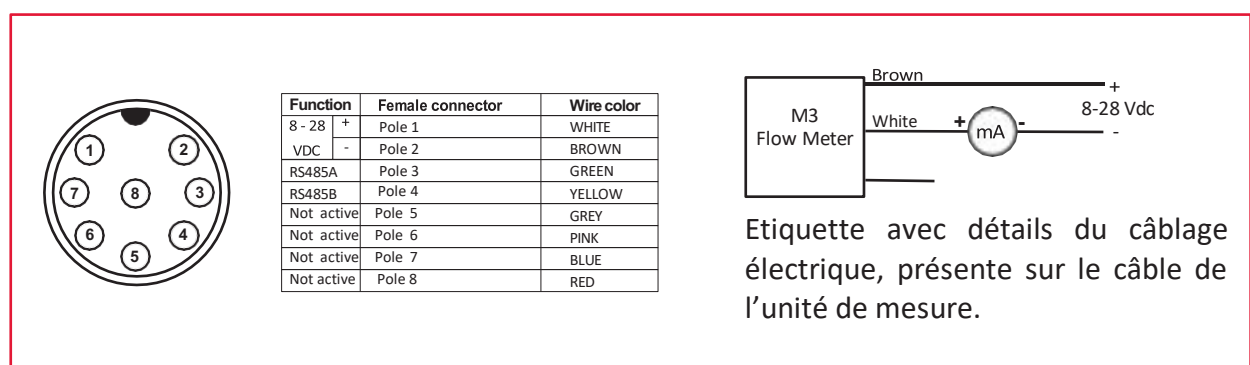 1
2
7
8
3
6
4
5
Function Female connector Wire color
8 - 28 + Pole 1 WHITE
VDC - Pole 2 BROWN
RS485A Pole 3 GREEN
RS485B Pole 4 YELLOW
Not active Pole 5 GREY
Not active Pole 6 PINK
Not active Pole 7 BLUE
Not active Pole 8 RED
M3
Flow Meter
Brown
+
8-28 Vdc
White + mA - -
Etiquette avec détails du câblage
électrique, présente sur le câble de
l’unité de mesure.